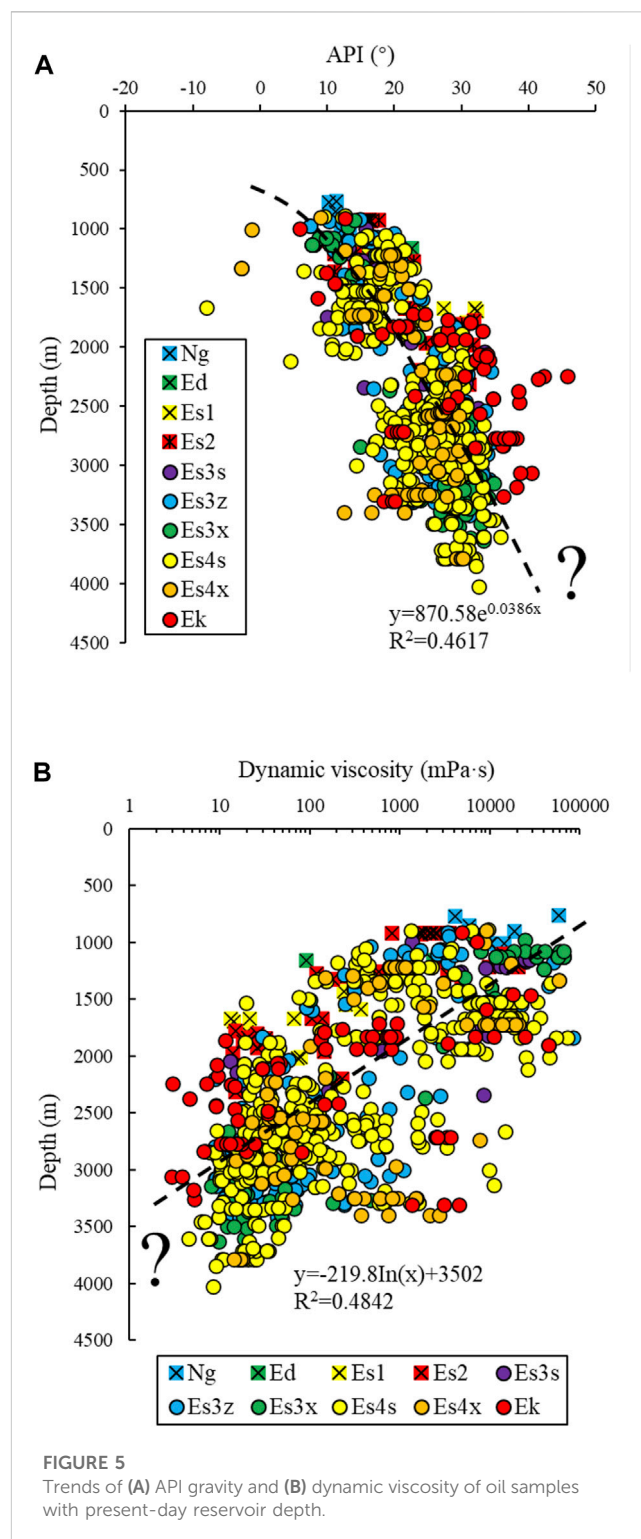 A
API (°)
-20 -10 0 10 20 30 40 50
0
500
1000
1500
2000
2500
3000
3500
4000
4500
Depth (m)
Ng
Ed
Es1
Es2
Es3s
Es3z
Es3x
Es4s
Es4x
Ek
?
y=870.58e^0.0386x
R²=0.4617
B
Dynamic viscosity (mPa·s)
1 10 100 1000 10000 100000
0
500
1000
1500
2000
2500
3000
3500
4000
4500
Depth (m)
?
y=-219.8In(x)+3502
R²=0.4842
Ng Ed Es1 Es2 Es3s
Es3z Es3x Es4s Es4x Ek
FIGURE 5
Trends of (A) API gravity and (B) dynamic viscosity of oil samples
with present-day reservoir depth.